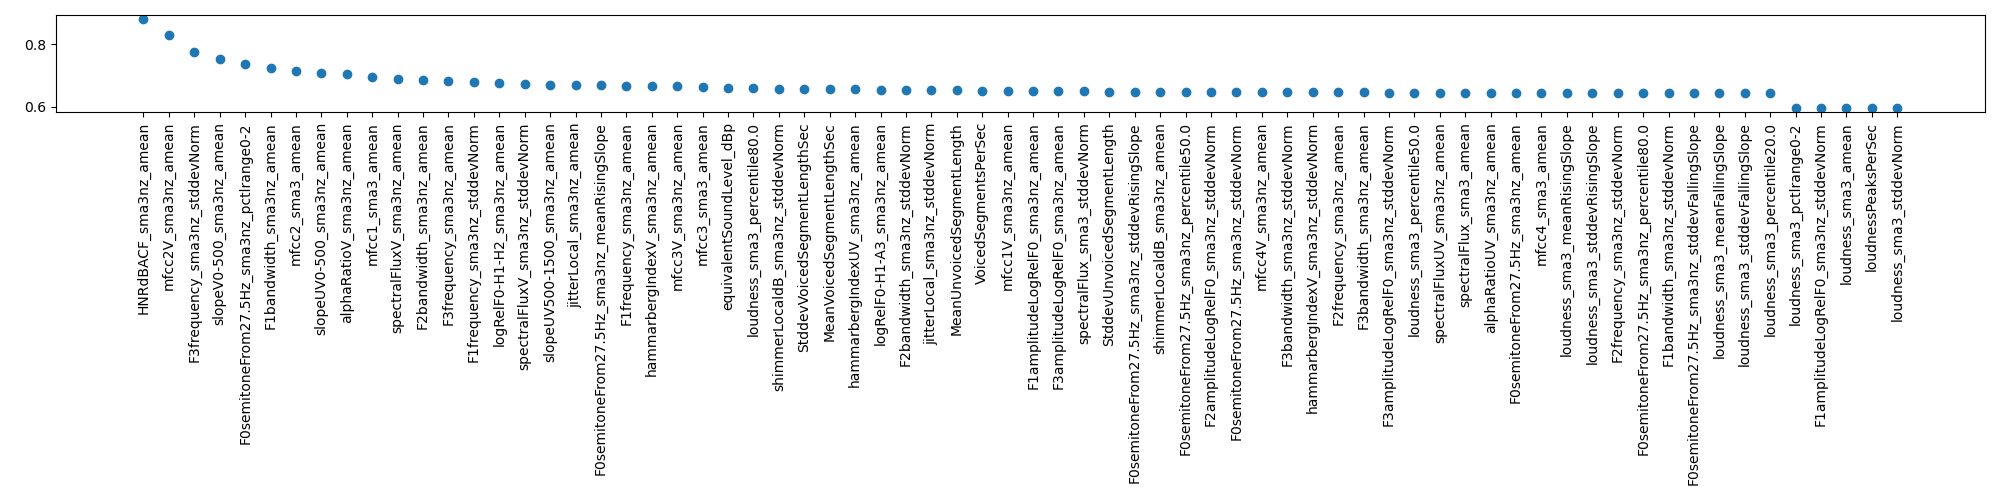 0.8
0.6
HNRdBACF_sma3nz_amean
mfcc2V_sma3nz_amean
F3frequency_sma3nz_stddevNorm
slopeV0-500_sma3nz_amean
F0semitoneFrom27.5Hz_sma3nz_pctlrange0-2
F1bandwidth_sma3nz_amean
mfcc2_sma3_amean
slopeUV0-500_sma3nz_amean
alphaRatioV_sma3nz_amean
mfcc1_sma3_amean
spectralFluxV_sma3nz_amean
F2bandwidth_sma3nz_amean
F3frequency_sma3nz_amean
F1frequency_sma3nz_stddevNorm
logRelF0-H1-H2_sma3nz_amean
spectralFluxV_sma3nz_stddevNorm
slopeUV500-1500_sma3nz_amean
jitterLocal_sma3nz_amean
F0semitoneFrom27.5Hz_sma3nz_meanRisingSlope
F1frequency_sma3nz_amean
hammarbergIndexV_sma3nz_amean
mfcc3V_sma3nz_amean
mfcc3_sma3_amean
equivalentSoundLevel_dBp
loudness_sma3_percentile80.0
shimmerLocaldB_sma3nz_stddevNorm
StddevVoicedSegmentLengthSec
MeanVoicedSegmentLengthSec
hammarbergIndexUV_sma3nz_amean
logRelF0-H1-A3_sma3nz_amean
F2bandwidth_sma3nz_stddevNorm
jitterLocal_sma3nz_stddevNorm
MeanUnvoicedSegmentLength
VoicedSegmentsPerSec
mfcc1V_sma3nz_amean
F1amplitudeLogRelF0_sma3nz_amean
F3amplitudeLogRelF0_sma3nz_amean
spectralFlux_sma3_stddevNorm
StddevUnvoicedSegmentLength
F0semitoneFrom27.5Hz_sma3nz_stddevRisingSlope
shimmerLocaldB_sma3nz_amean
F0semitoneFrom27.5Hz_sma3nz_percentile50.0
F2amplitudeLogRelF0_sma3nz_stddevNorm
F0semitoneFrom27.5Hz_sma3nz_stddevNorm
mfcc4V_sma3nz_amean
F3bandwidth_sma3nz_stddevNorm
hammarbergIndexV_sma3nz_stddevNorm
F2frequency_sma3nz_amean
F3bandwidth_sma3nz_amean
F3amplitudeLogRelF0_sma3nz_stddevNorm
loudness_sma3_percentile50.0
spectralFluxUV_sma3nz_amean
spectralFlux_sma3_amean
alphaRatioUV_sma3nz_amean
F0semitoneFrom27.5Hz_sma3nz_amean
mfcc4_sma3_amean
loudness_sma3_meanRisingSlope
loudness_sma3_stddevRisingSlope
F2frequency_sma3nz_stddevNorm
F0semitoneFrom27.5Hz_sma3nz_percentile80.0
F1bandwidth_sma3nz_stddevNorm
F0semitoneFrom27.5Hz_sma3nz_stddevFallingSlope
loudness_sma3_meanFallingSlope
loudness_sma3_stddevFallingSlope
loudness_sma3_percentile20.0
loudness_sma3_pctlrange0-2
F1amplitudeLogRelF0_sma3nz_stddevNorm
loudness_sma3_amean
loudnessPeaksPerSec
loudness_sma3_stddevNorm